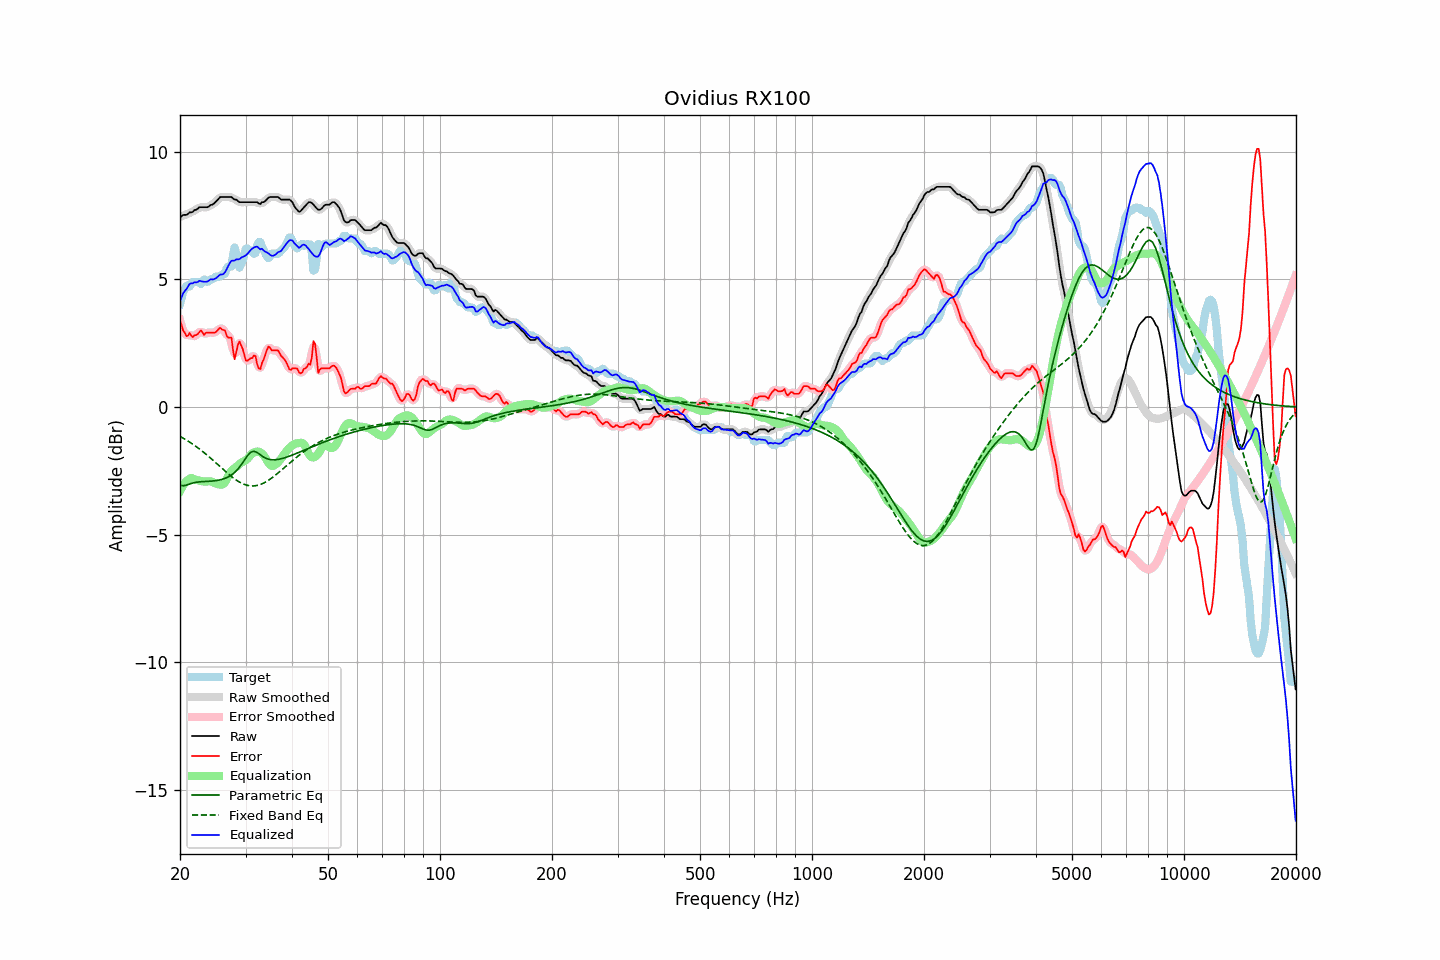 Ovidius RX100
10
5
0
−5
−10
−15
Amplitude (dBr)
Target
Raw Smoothed
Error Smoothed
Raw
Error
Equalization
Parametric Eq
Fixed Band Eq
Equalized
20 50 100 200 500 1000 2000 5000 10000 20000
Frequency (Hz)